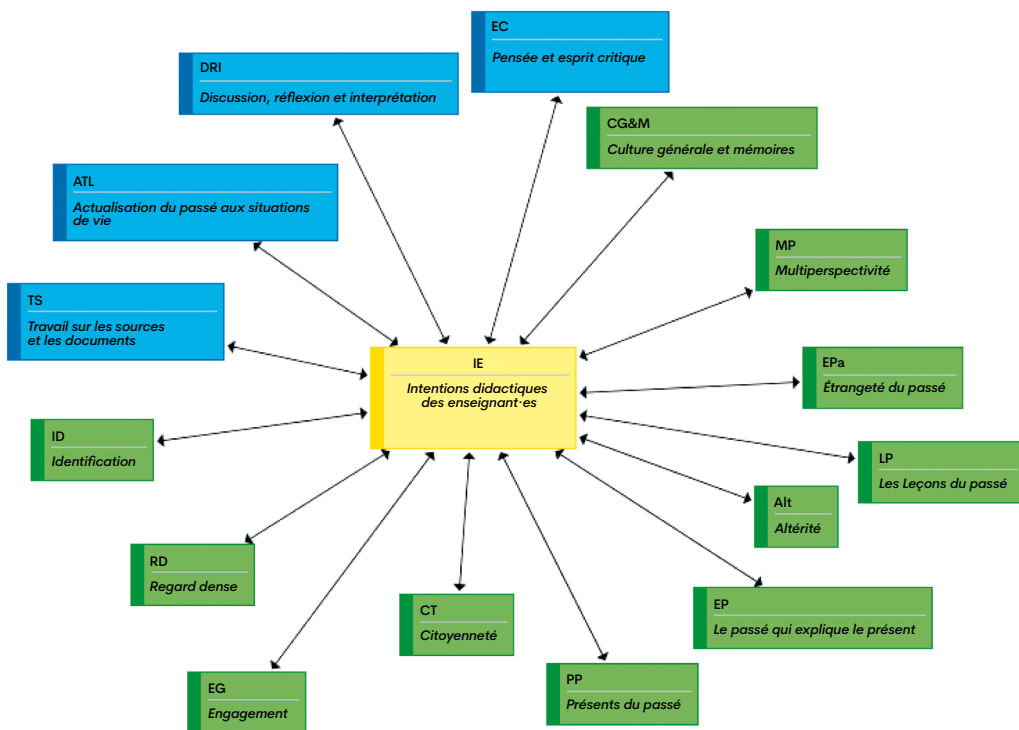 EC
Pensée et esprit critique
DRI
Discussion, réflexion et interprétation
CG&M
Culture générale et mémoires
ATL
Actualisation du passé aux situations
de vie
MP
Multiperspectivité
TS
Travail sur les sources
et les documents
IE
Intentions didactiques
des enseignant·es
EPa
Étrangeté du passé
ID
Identification
LP
Les Leçons du passé
Alt
Altérité
RD
Regard dense
EP
Le passé qui explique le présent
CT
Citoyenneté
PP
Présents du passé
EG
Engagement